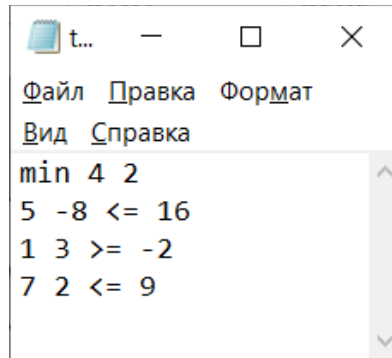 t...
Файл Правка Формат
Вид Справка
min 4 2
5 -8 <= 16
1 3 >= -2
7 2 <= 9